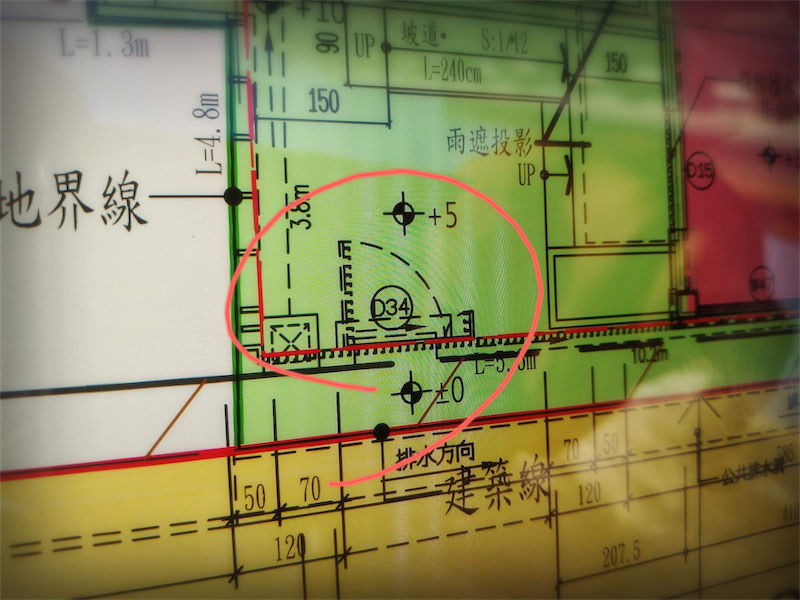 +10
L=1.3m
90
UP
坡道
S:1/12
L=240cm
150
150
L=4.8m
雨遮投影
UP
D15
地界線
3.8m
+5
D34
W47
L=5.5m
10.2m
±0
排水方向
建築線
70
50
50
70
120
120
公共排水溝
207.5